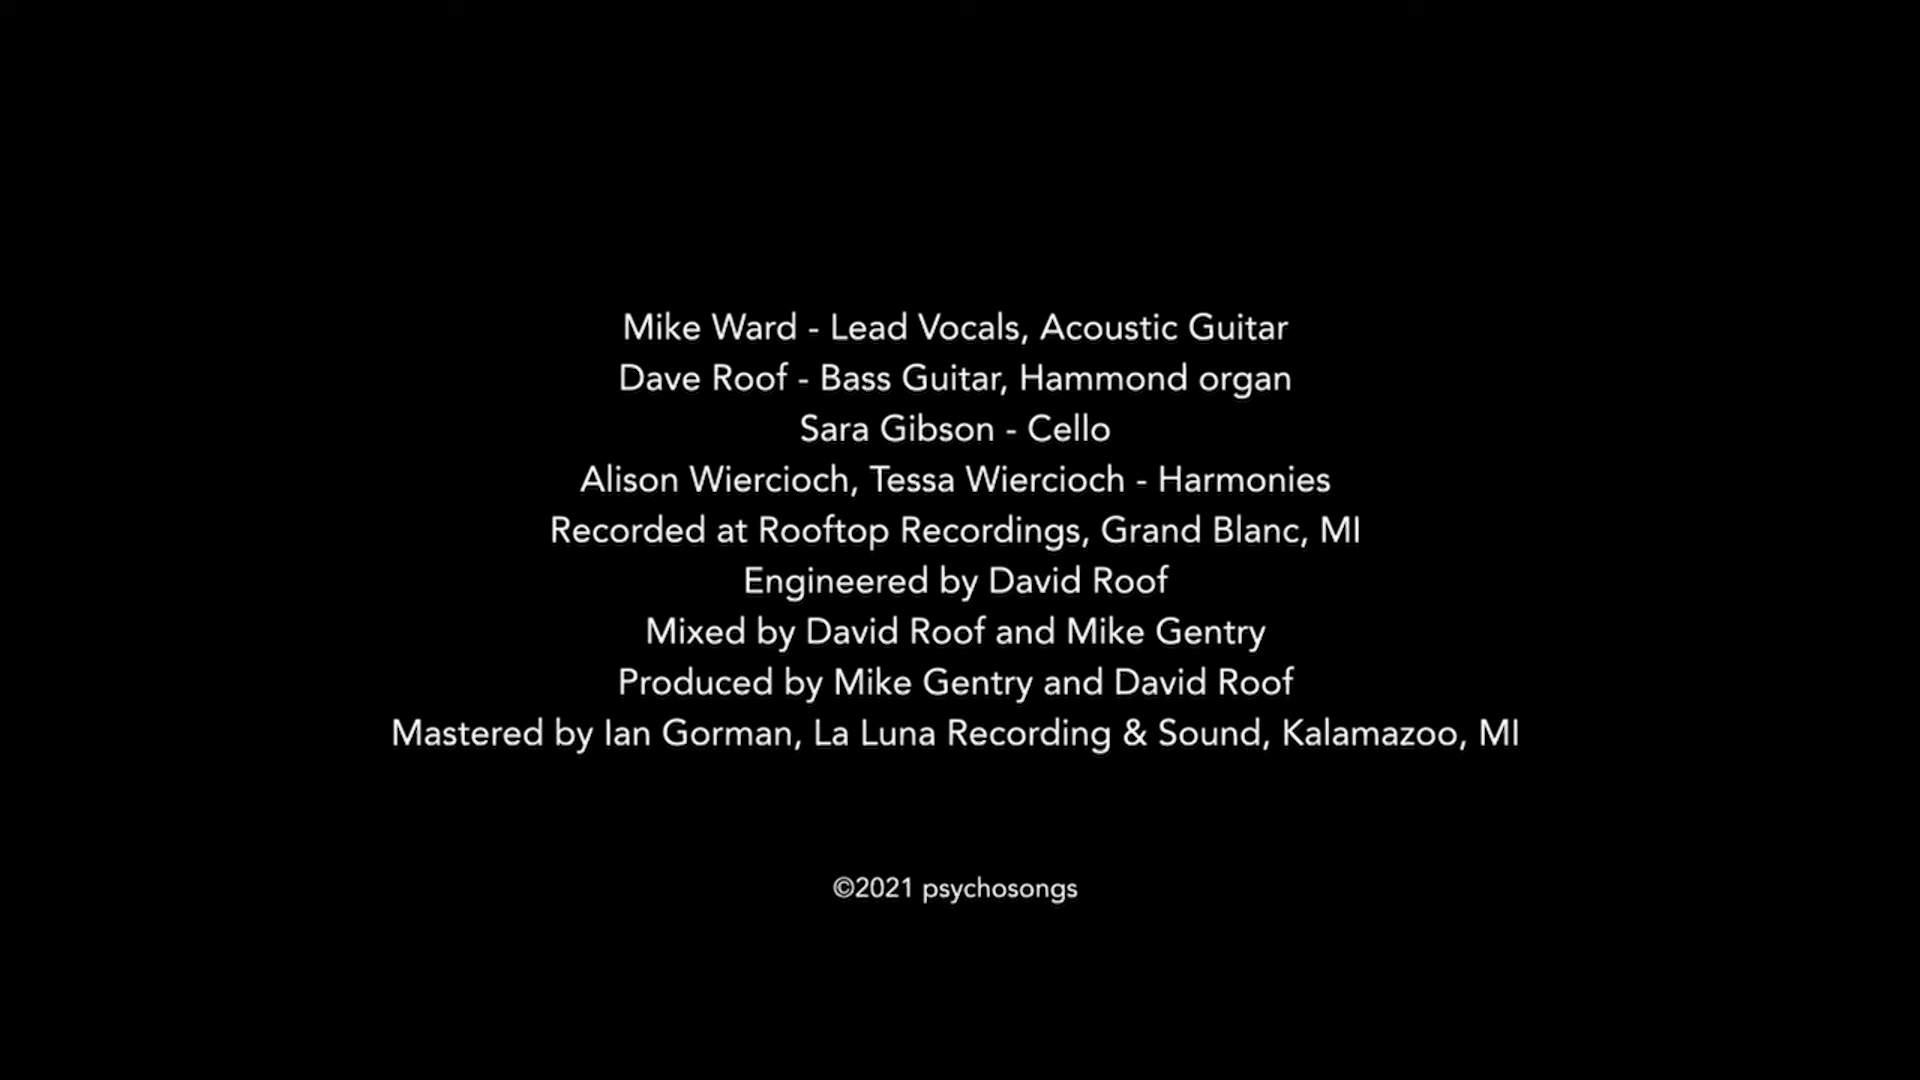 Mike Ward - Lead Vocals, Acoustic Guitar
Dave Roof - Bass Guitar, Hammond organ
Sara Gibson - Cello
Alison Wiercioch, Tessa Wiercioch - Harmonies
Recorded at Rooftop Recordings, Grand Blanc, MI
Engineered by David Roof
Mixed by David Roof and Mike Gentry
Produced by Mike Gentry and David Roof
Mastered by Ian Gorman, La Luna Recording & Sound, Kalamazoo, MI
©2021 psychosongs